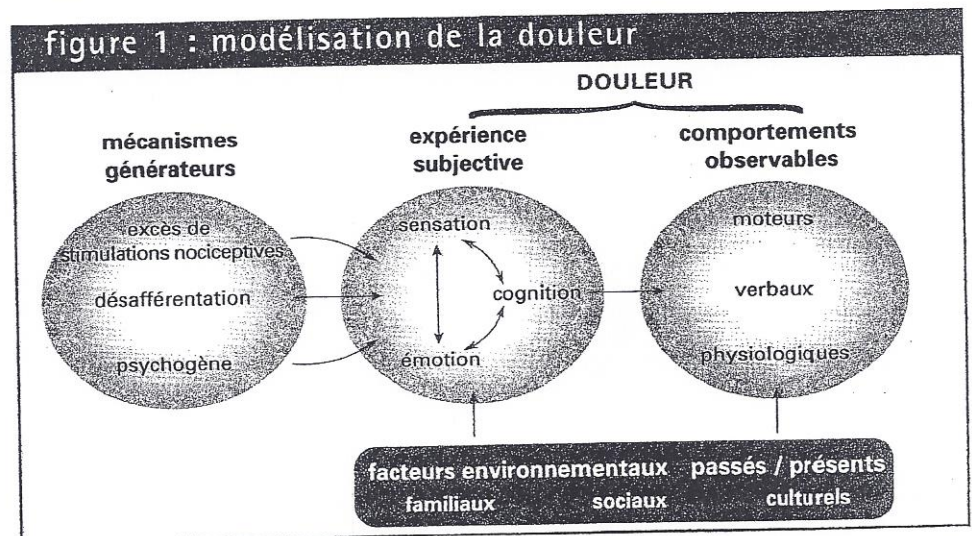 figure 1 : modélisation de la douleur
DOULEUR
mécanismes
générateurs
expérience
subjective
comportements
observables
excès de
stimulations nociceptives
désafférentation
psychogène
sensation
cognition
émotion
moteurs
verbaux
physiologiques
facteurs environnementaux passés / présents
familiaux sociaux culturels